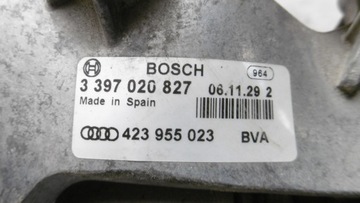 BOSCH 984
3 397 020 827 06.11.29 2
Made in Spain
423 955 023 BVA